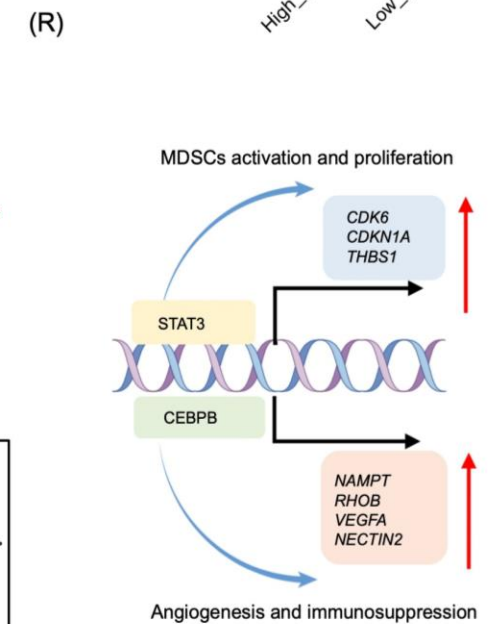 (R)
High_
Low_
MDSCs activation and proliferation
CDK6
CDKN1A
THBS1
STAT3
CEBPB
NAMPT
RHOB
VEGFA
NECTIN2
Angiogenesis and immunosuppression